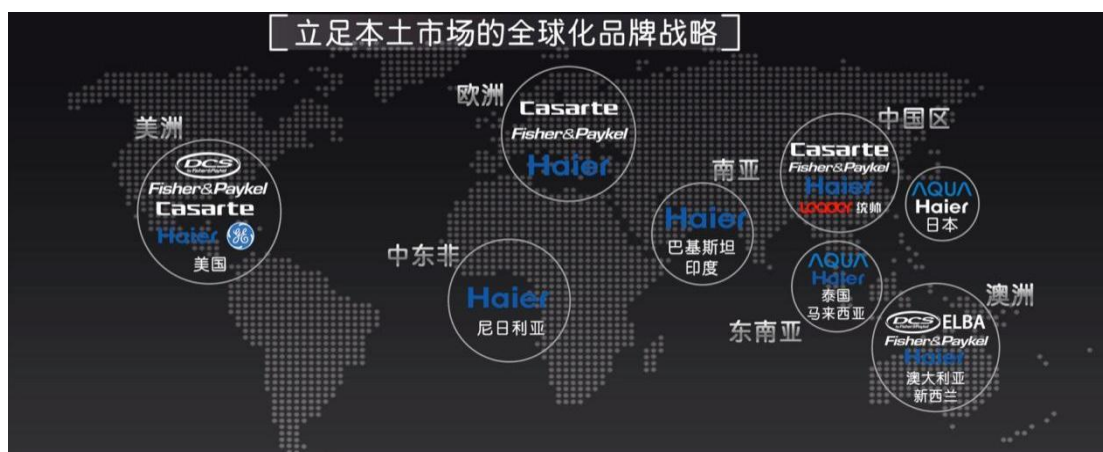 立足本土市场的全球化品牌战略
美洲
DCS
Fisher&Paykel
Casarte
Haier GE
美国
欧洲
Casarte
Fisher&Paykel
Haier
中东非
Haier
尼日利亚
南亚
Haier
巴基斯坦
印度
中国区
Casarte
Fisher&Paykel
Haier
Leader 统帅
AQUA
Haier
日本
东南亚
AQUA
Haier
泰国
马来西亚
澳洲
DCS ELBA
Fisher&Paykel
Haier
澳大利亚
新西兰